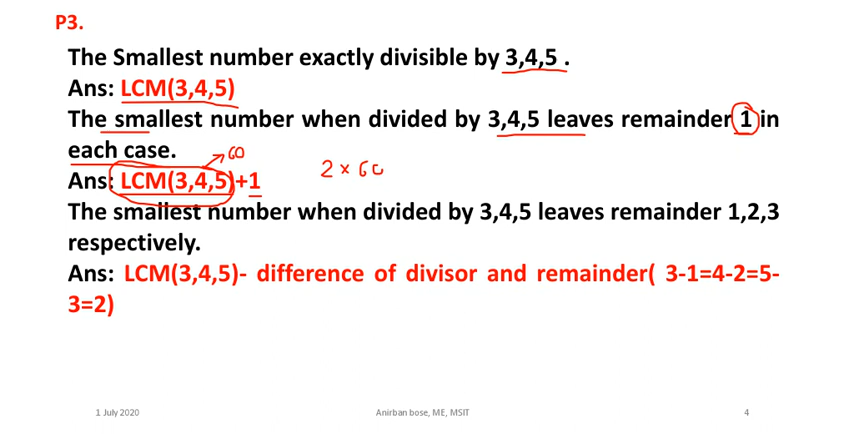 P3.
The Smallest number exactly divisible by 3,4,5 .
Ans: LCM(3,4,5)
The smallest number when divided by 3,4,5 leaves remainder 1 in
each case.
60
Ans: LCM(3,4,5)+1
2 × 60
The smallest number when divided by 3,4,5 leaves remainder 1,2,3
respectively.
Ans: LCM(3,4,5)- difference of divisor and remainder( 3-1=4-2=5-
3=2)
1 July 2020
Anirban bose, ME, MSIT
4